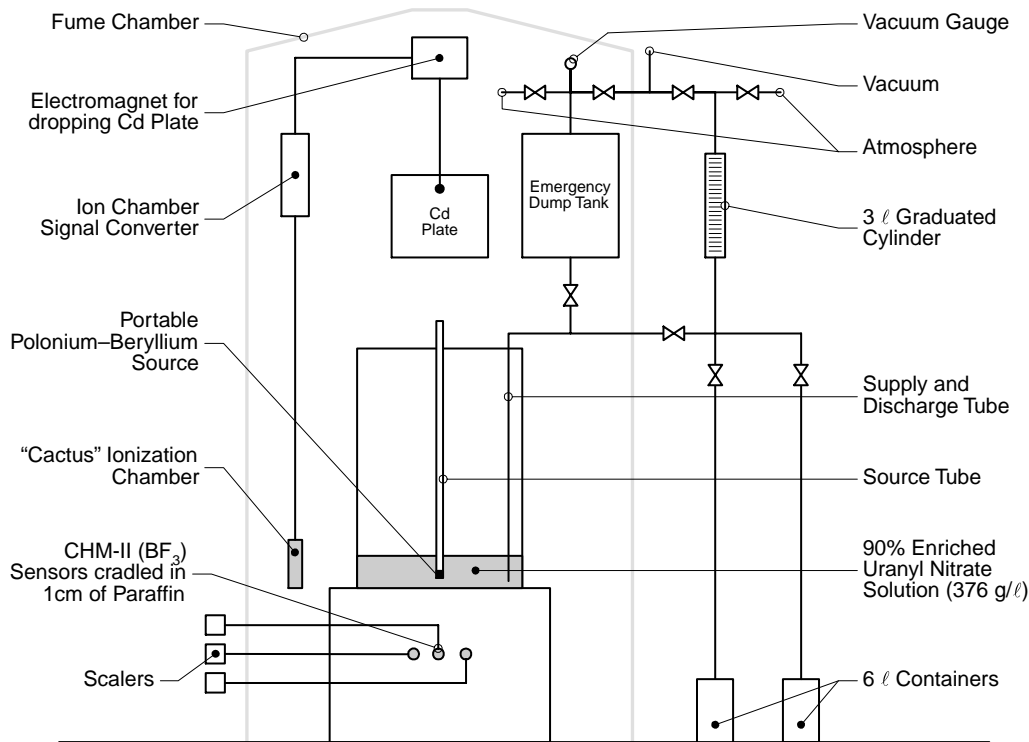 Fume Chamber
Electromagnet for
dropping Cd Plate
Ion Chamber
Signal Converter
Portable
Polonium–Beryllium
Source
“Cactus” Ionization
Chamber
CHM-II (BF₃)
Sensors cradled in
1cm of Paraffin
Scalers
Cd
Plate
Emergency
Dump Tank
Vacuum Gauge
Vacuum
Atmosphere
3 ℓ Graduated
Cylinder
Supply and
Discharge Tube
Source Tube
90% Enriched
Uranyl Nitrate
Solution (376 g/ℓ)
6 ℓ Containers